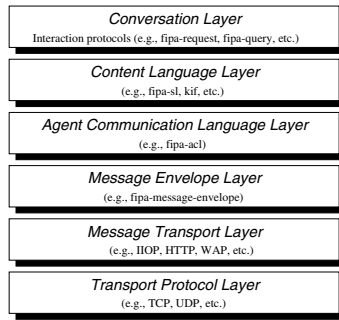 Conversation Layer
Interaction protocols (e.g., fipa-request, fipa-query, etc.)
Content Language Layer
(e.g., fipa-sl, kif, etc.)
Agent Communication Language Layer
(e.g., fipa-acl)
Message Envelope Layer
(e.g., fipa-message-envelope)
Message Transport Layer
(e.g., IIOP, HTTP, WAP, etc.)
Transport Protocol Layer
(e.g., TCP, UDP, etc.)